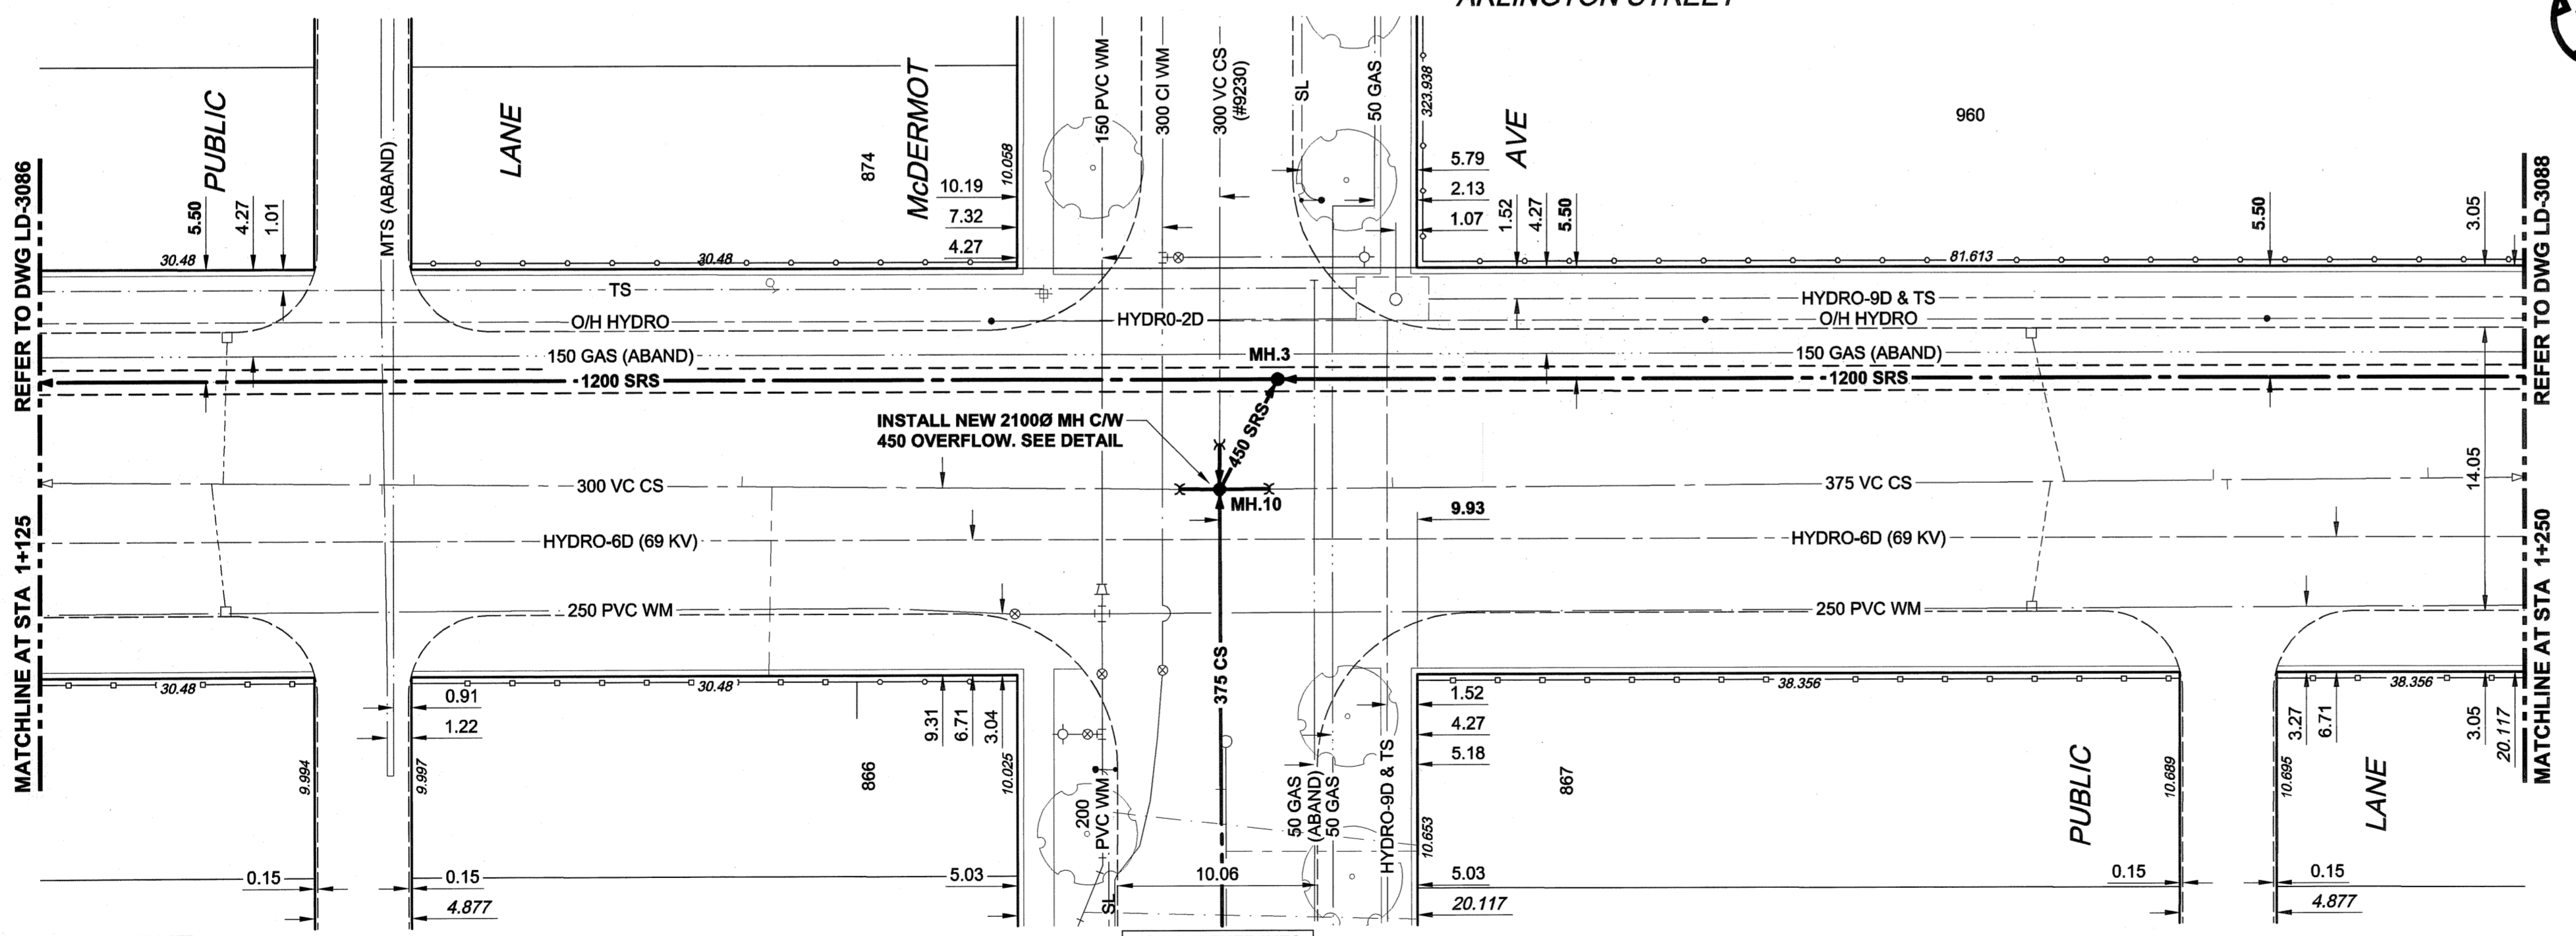 ARLINGTON STREET
REFER TO DWG LD-3086
MATCHLINE AT STA 1+125
PUBLIC
LANE
MTS (ABAND)
5.50
4.27
1.01
30.48
874
McDERMOT
10.058
10.19
7.32
4.27
30.48
150 PVC WM
300 CI WM
300 VC CS
(#9230)
SL
50 GAS
323.938
AVE
5.79
2.13
1.07
1.52
4.27
5.50
960
5.50
3.05
81.613
REFER TO DWG LD-3088
MATCHLINE AT STA 1+250
TS
O/H HYDRO
HYDR0-2D
HYDRO-9D & TS
O/H HYDRO
150 GAS (ABAND)
MH.3
150 GAS (ABAND)
1200 SRS
1200 SRS
INSTALL NEW 2100Ø MH C/W
450 OVERFLOW. SEE DETAIL
450 SRS
300 VC CS
MH.10
375 VC CS
14.05
9.93
HYDRO-6D (69 KV)
HYDRO-6D (69 KV)
250 PVC WM
250 PVC WM
375 CS
30.48
30.48
38.356
38.356
0.91
1.22
9.994
9.997
866
9.31
6.71
3.04
10.025
200
PVC WM
SL
50 GAS
(ABAND)
50 GAS
HYDRO-9D & TS
1.52
4.27
5.18
10.653
867
PUBLIC
LANE
10.689
10.695
3.27
6.71
3.05
20.117
0.15
0.15
4.877
5.03
10.06
5.03
20.117
0.15
0.15
4.877